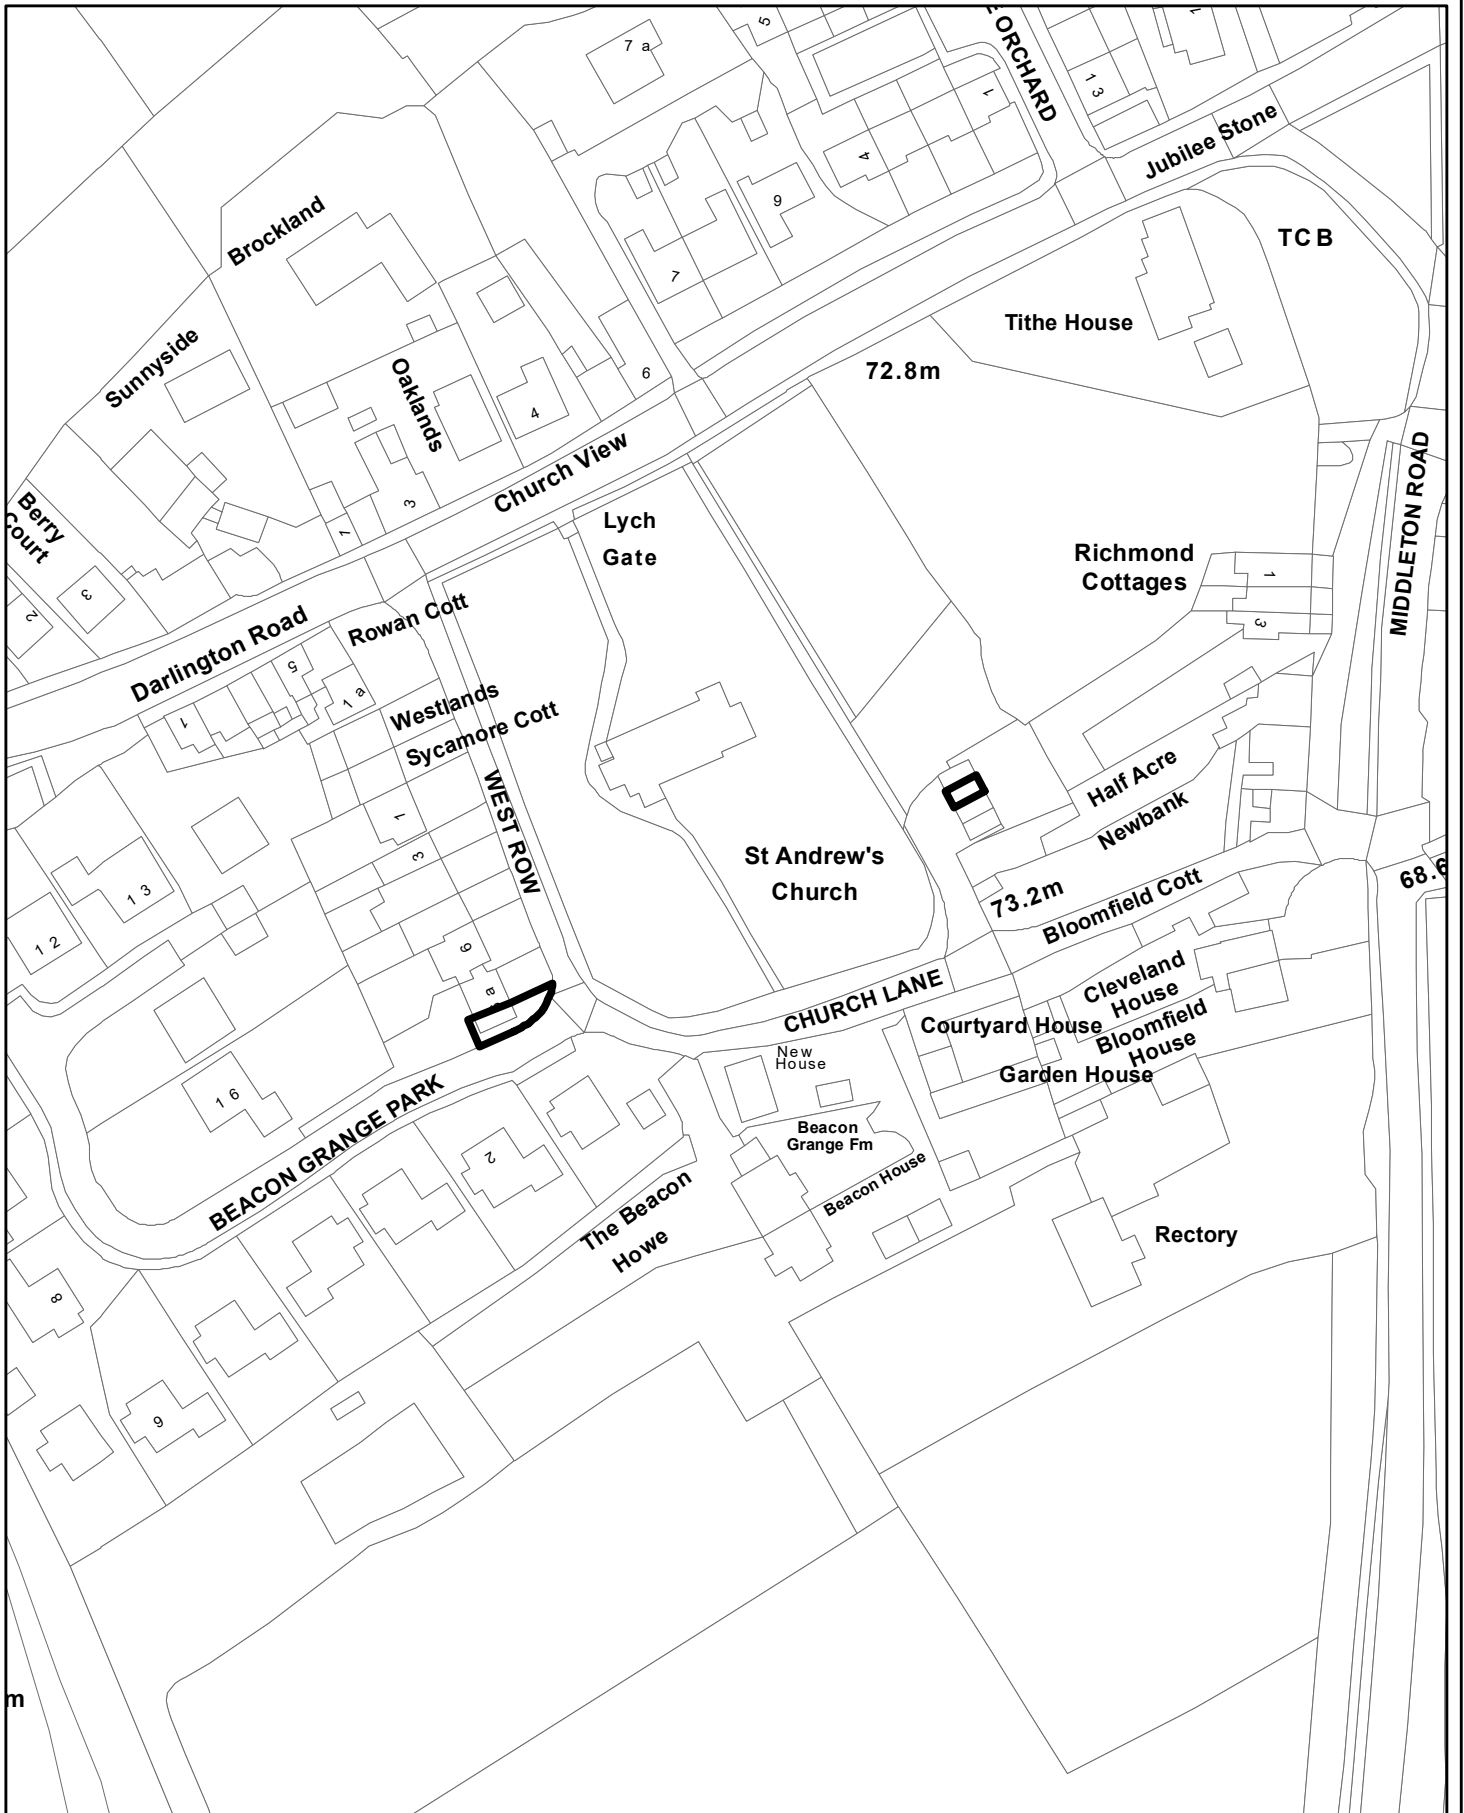 7 a
5
E ORCHARD
1
1 3
1
4
9
7
Jubilee Stone
Brockland
TCB
Tithe House
Sunnyside
Oaklands
6
72.8m
4
Church View
3
1
Berry
Court
3
2
Lych
Gate
MIDDLETON ROAD
Richmond
Cottages
1
3
Darlington Road
Rowan Cott
5
1 a
1
Westlands
Sycamore Cott
WEST ROW
1
3
Half Acre
Newbank
St Andrew's
Church
73.2m
Bloomfield Cott
68.6
1 3
1 2
6
a
CHURCH LANE
Cleveland
House
Courtyard House
Bloomfield
House
Garden House
New
House
1 6
BEACON GRANGE PARK
2
Beacon
Grange Fm
Beacon House
The Beacon
Howe
Rectory
8
9
m